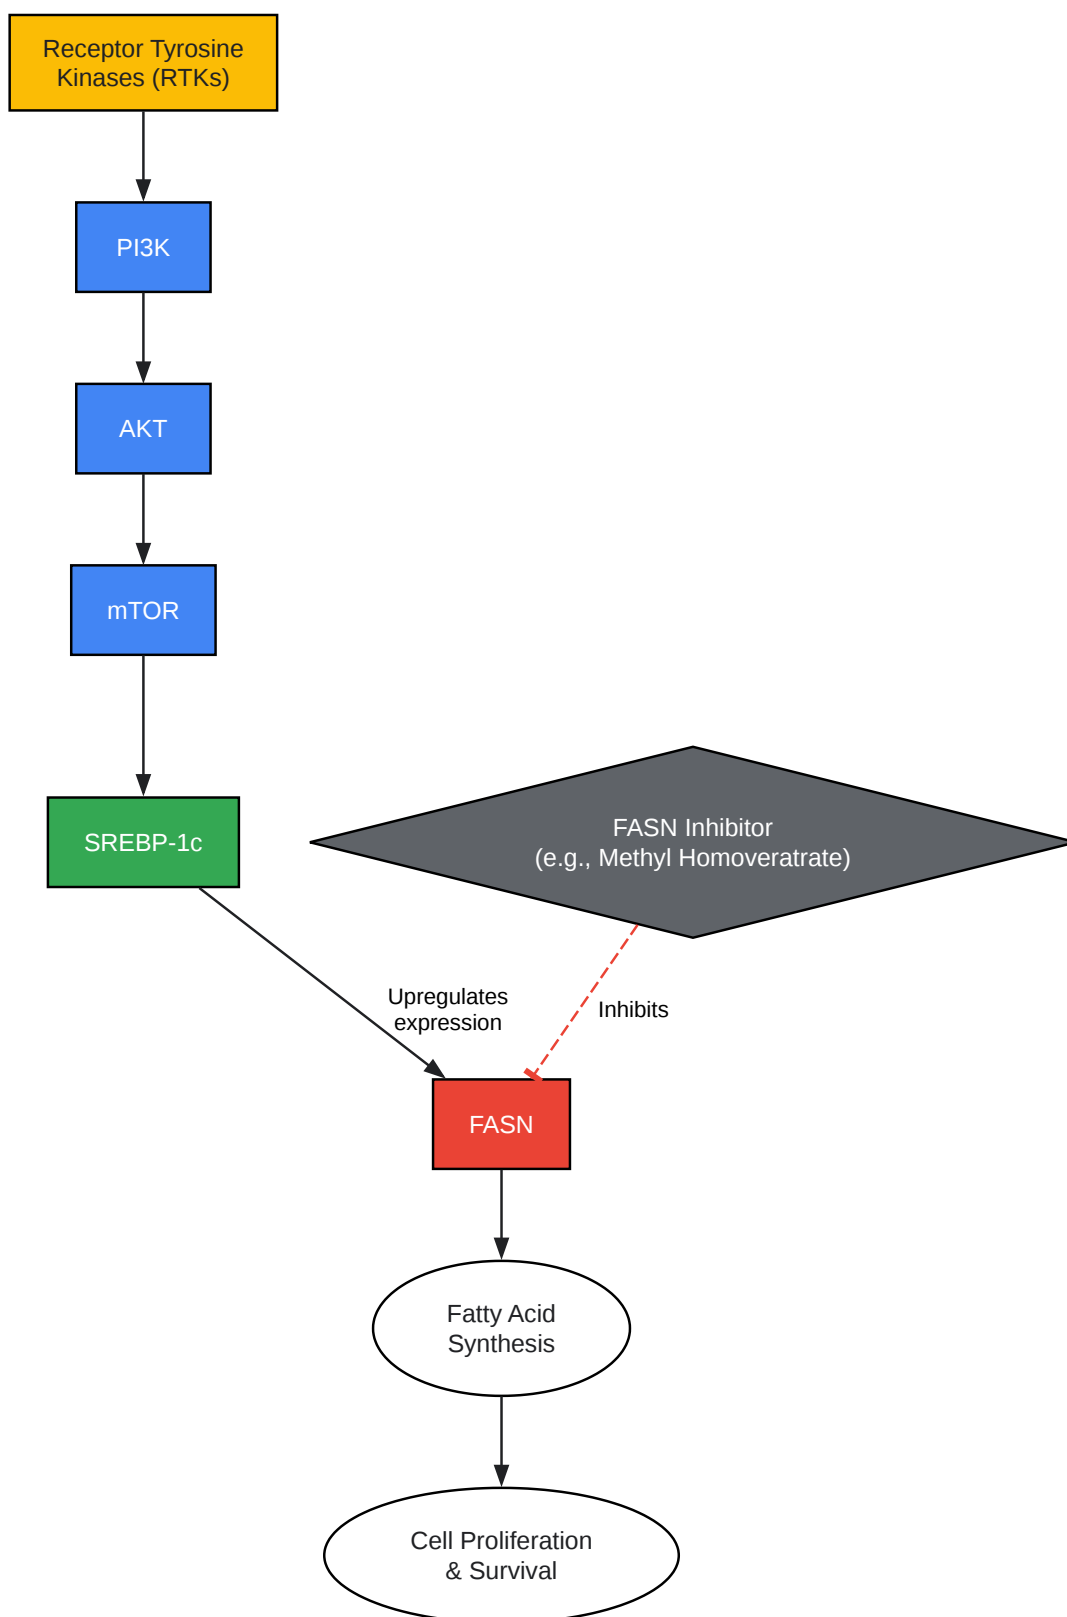 Receptor Tyrosine
Kinases (RTKs)
PI3K
AKT
mTOR
SREBP-1c
FASN Inhibitor
(e.g., Methyl Homoveratrate)
Upregulates
expression
Inhibits
FASN
Fatty Acid
Synthesis
Cell Proliferation
& Survival